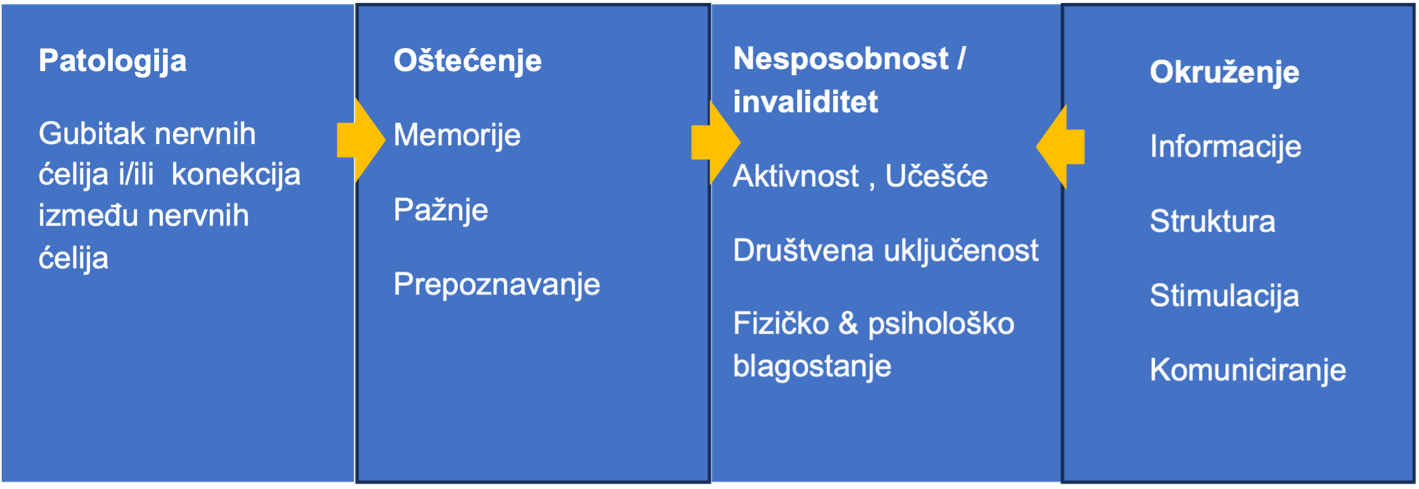 Patologija
Gubitak nervnih
ćelija i/ili  konekcija
između nervnih
ćelija
Oštećenje
Memorije
Pažnje
Prepoznavanje
Nesposobnost /
invaliditet
Aktivnost , Učešće
Društvena uključenost
Fizičko & psihološko
blagostanje
Okruženje
Informacije
Struktura
Stimulacija
Komuniciranje